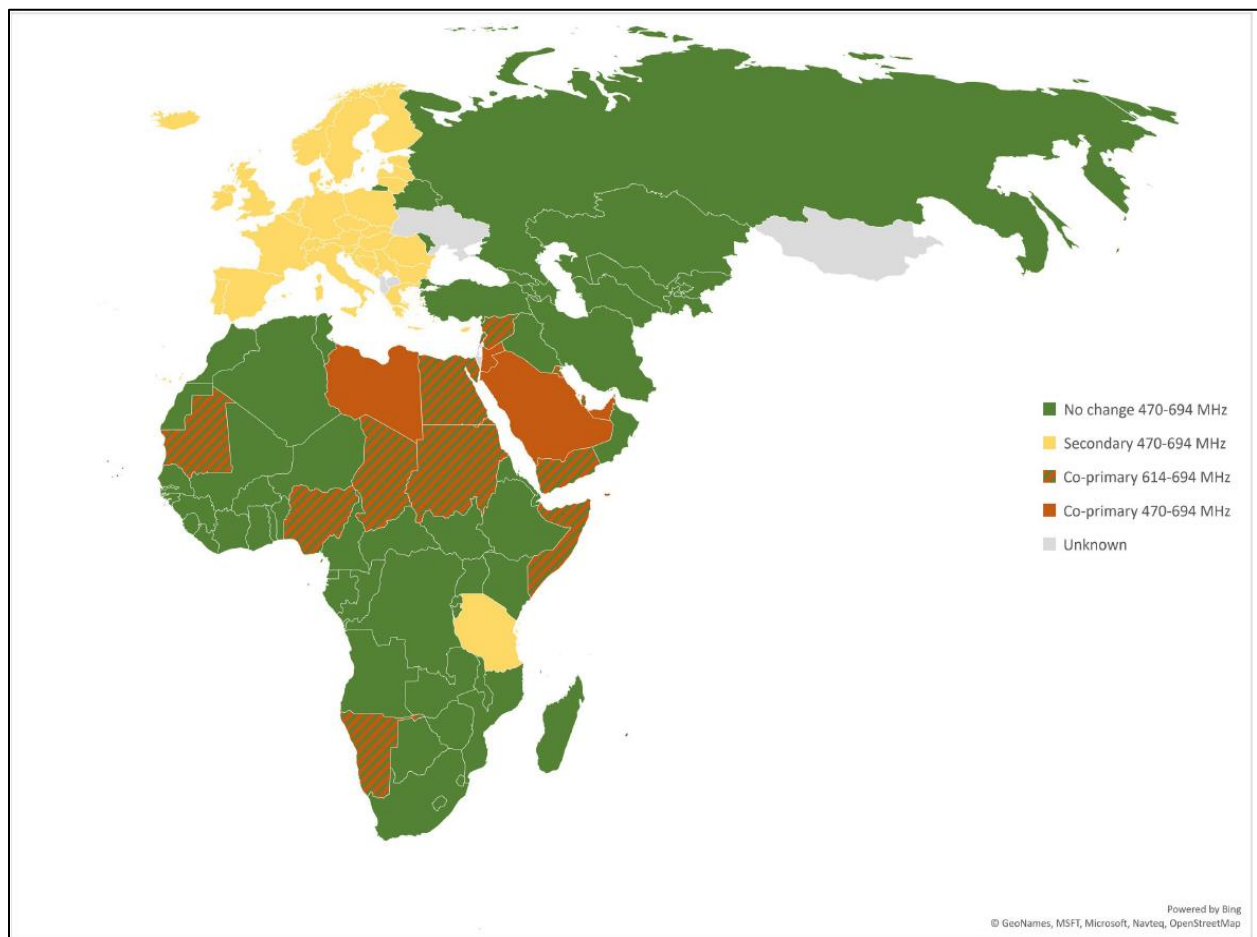 No change 470-694 MHz
Secondary 470-694 MHz
Co-primary 614-694 MHz
Co-primary 470-694 MHz
Unknown
Powered by Bing
© GeoNames, MSFT, Microsoft, Navteq, OpenStreetMap